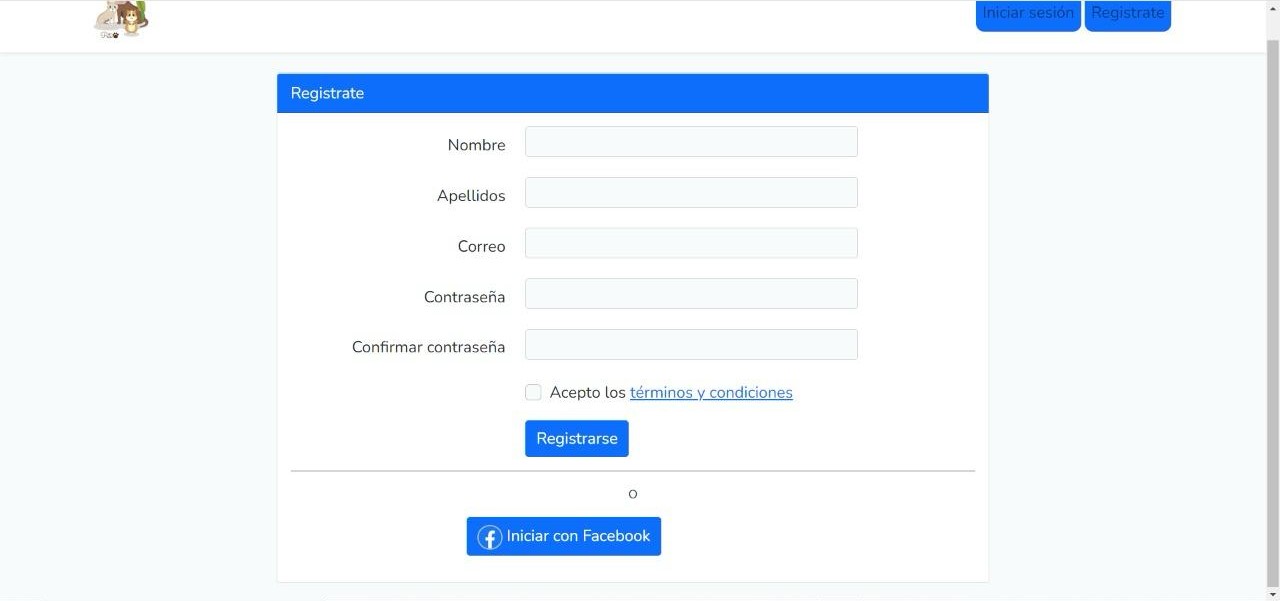 Iniciar sesión Registrate
Registrate
Nombre
Apellidos
Correo
Contraseña
Confirmar contraseña
Acepto los términos y condiciones
Registrarse
o
Iniciar con Facebook